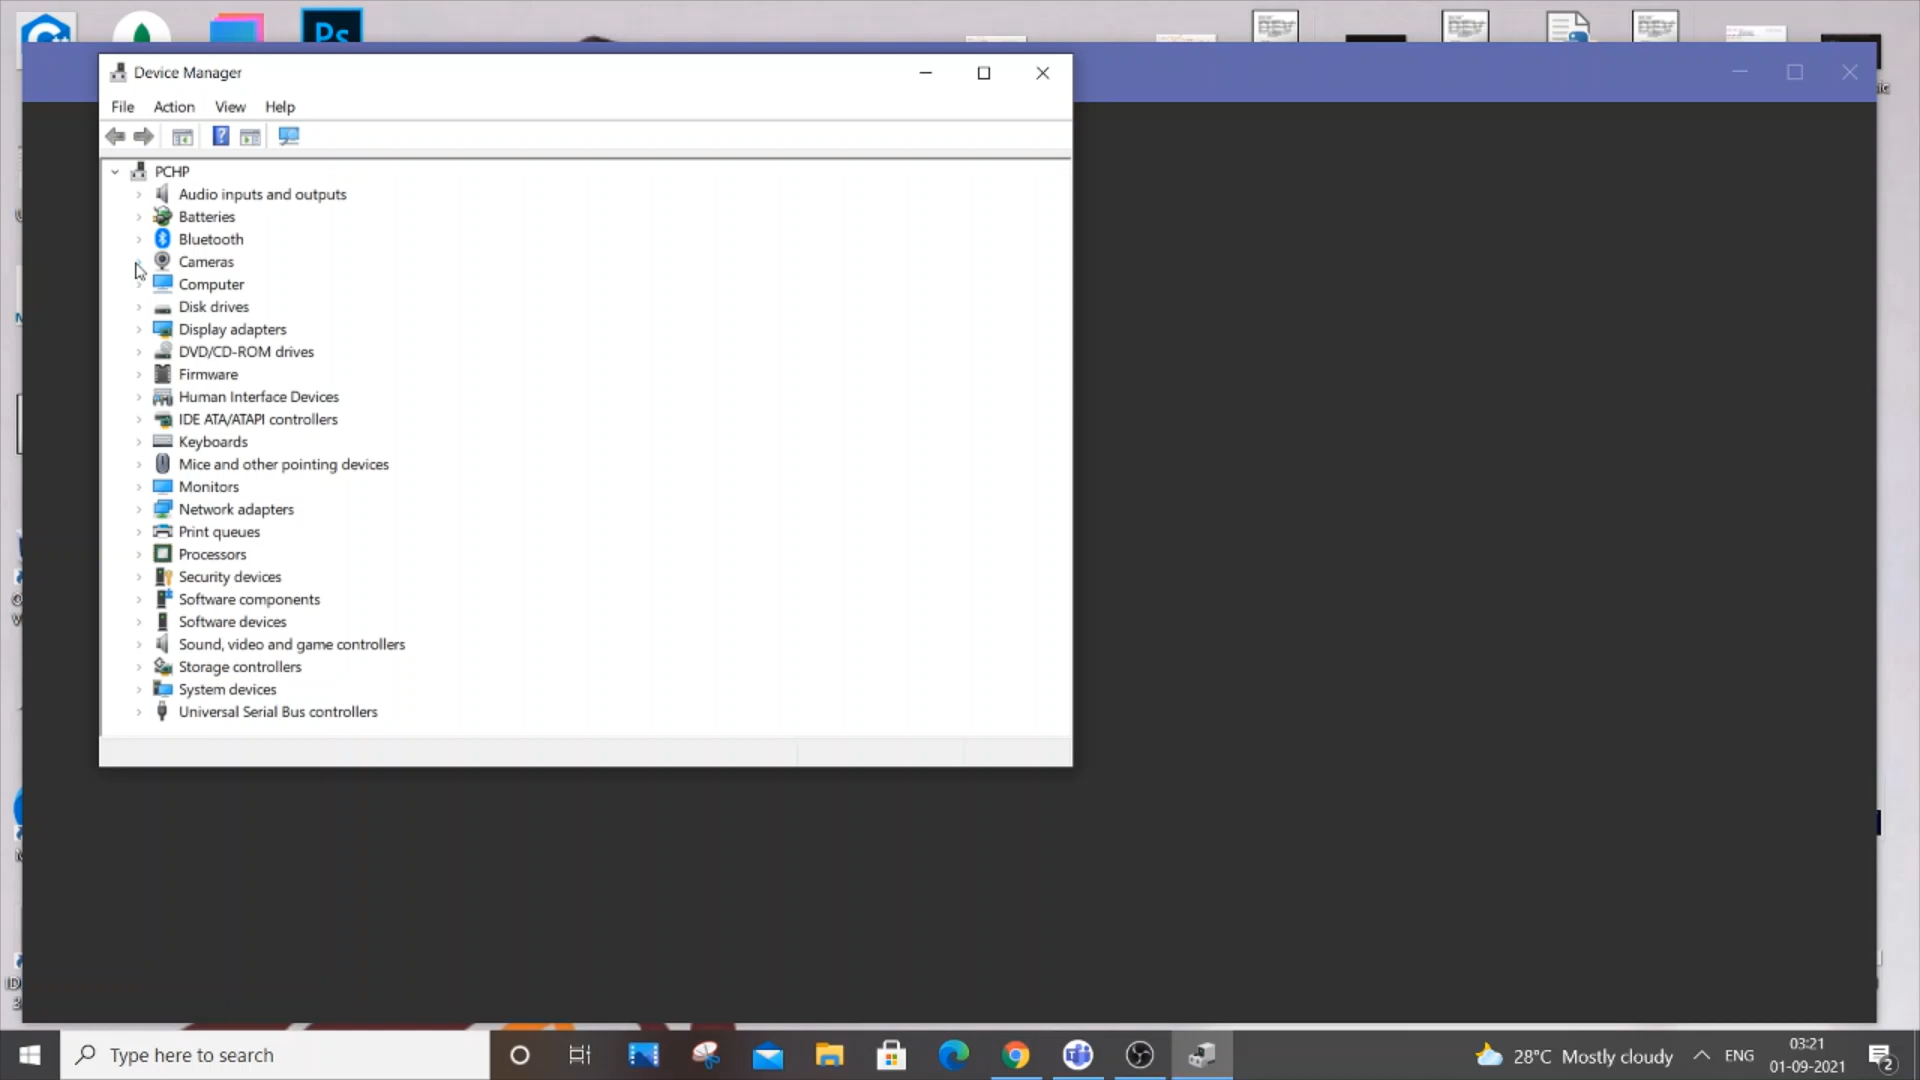 Ps
DEV
DEV
DEV
Device Manager
File Action View Help
PCHP
Audio inputs and outputs
Batteries
Bluetooth
Cameras
Computer
Disk drives
Display adapters
DVD/CD-ROM drives
Firmware
Human Interface Devices
IDE ATA/ATAPI controllers
Keyboards
Mice and other pointing devices
Monitors
Network adapters
Print queues
Processors
Security devices
Software components
Software devices
Sound, video and game controllers
Storage controllers
System devices
Universal Serial Bus controllers
Type here to search
28°C Mostly cloudy
ENG
03:21
01-09-2021
2